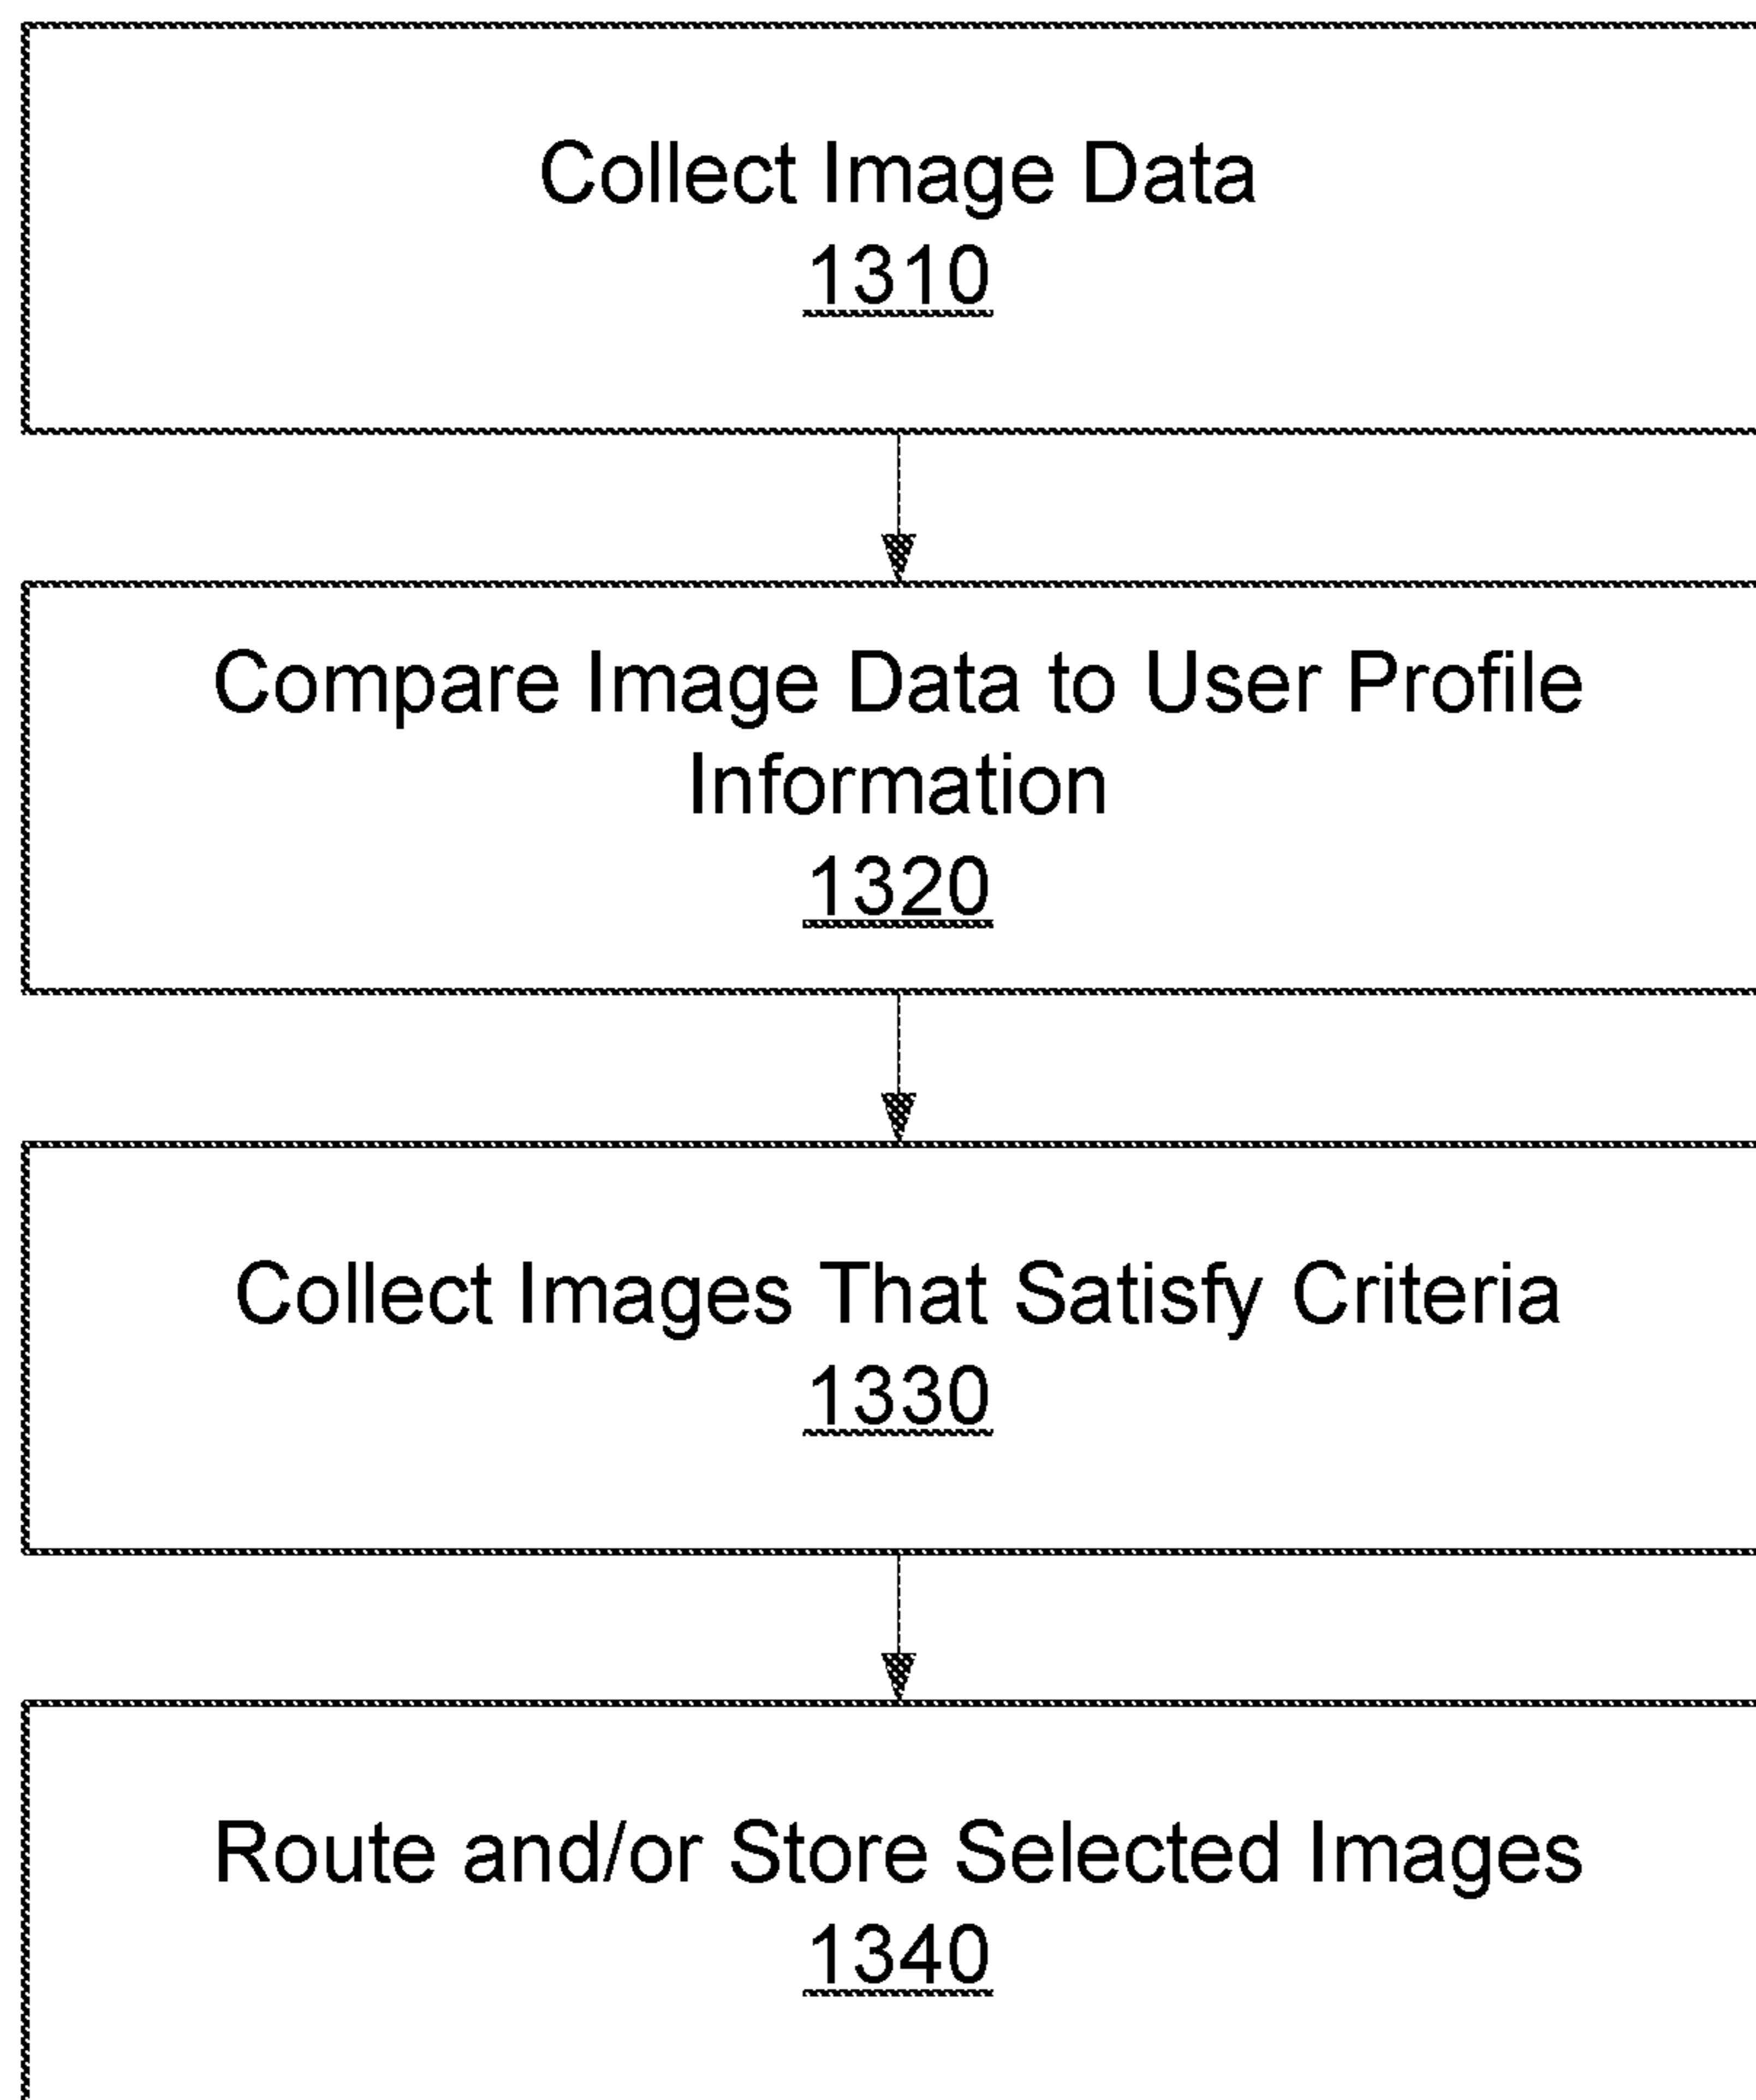 Collect Image Data
1310
Compare Image Data to User Profile
Information
1320
Collect Images That Satisfy Criteria
1330
Route and/or Store Selected Images
1340